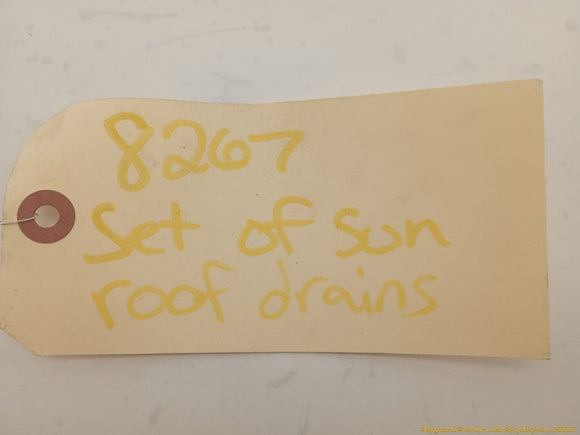 8267
Set of Sun
roof drains